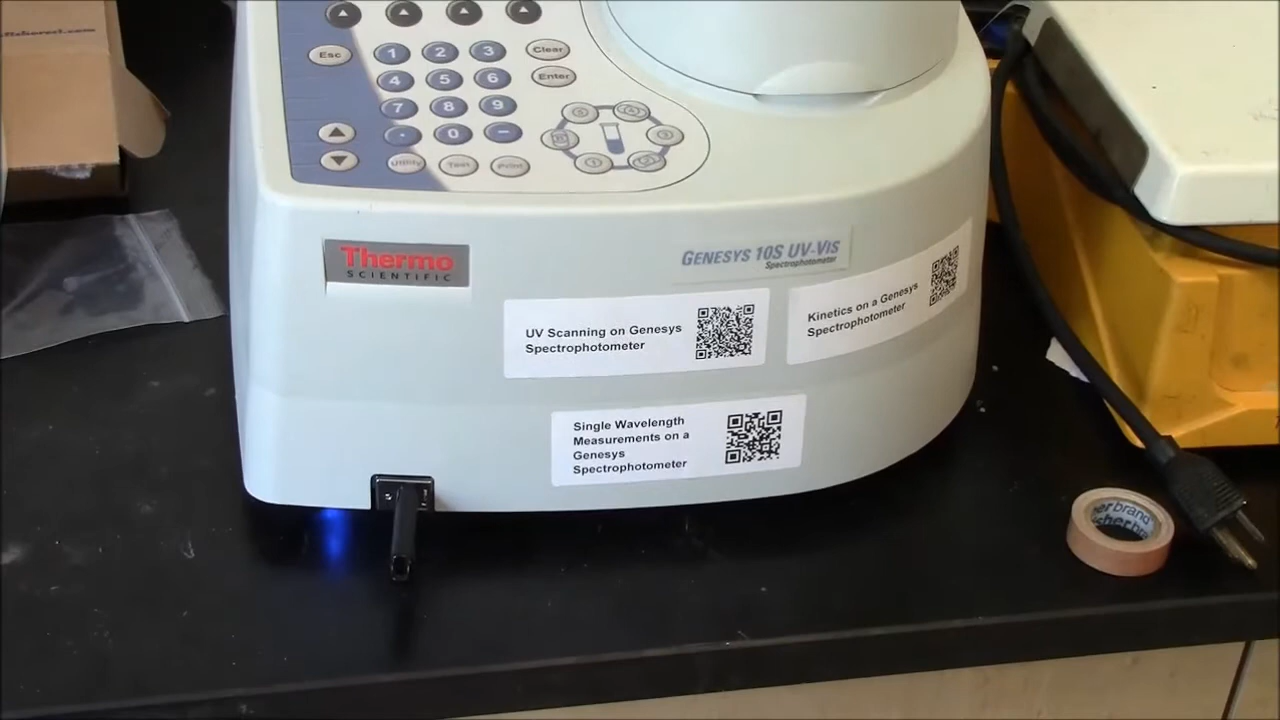 Esc
1 2 3 Clear
4 5 6 Enter
7 8 9
0
Utility Test Print
Thermo
SCIENTIFIC
GENESYS 10S UV-VIS
Spectrophotometer
UV Scanning on Genesys
Spectrophotometer
Kinetics on a Genesys
Spectrophotometer
Single Wavelength
Measurements on a
Genesys
Spectrophotometer